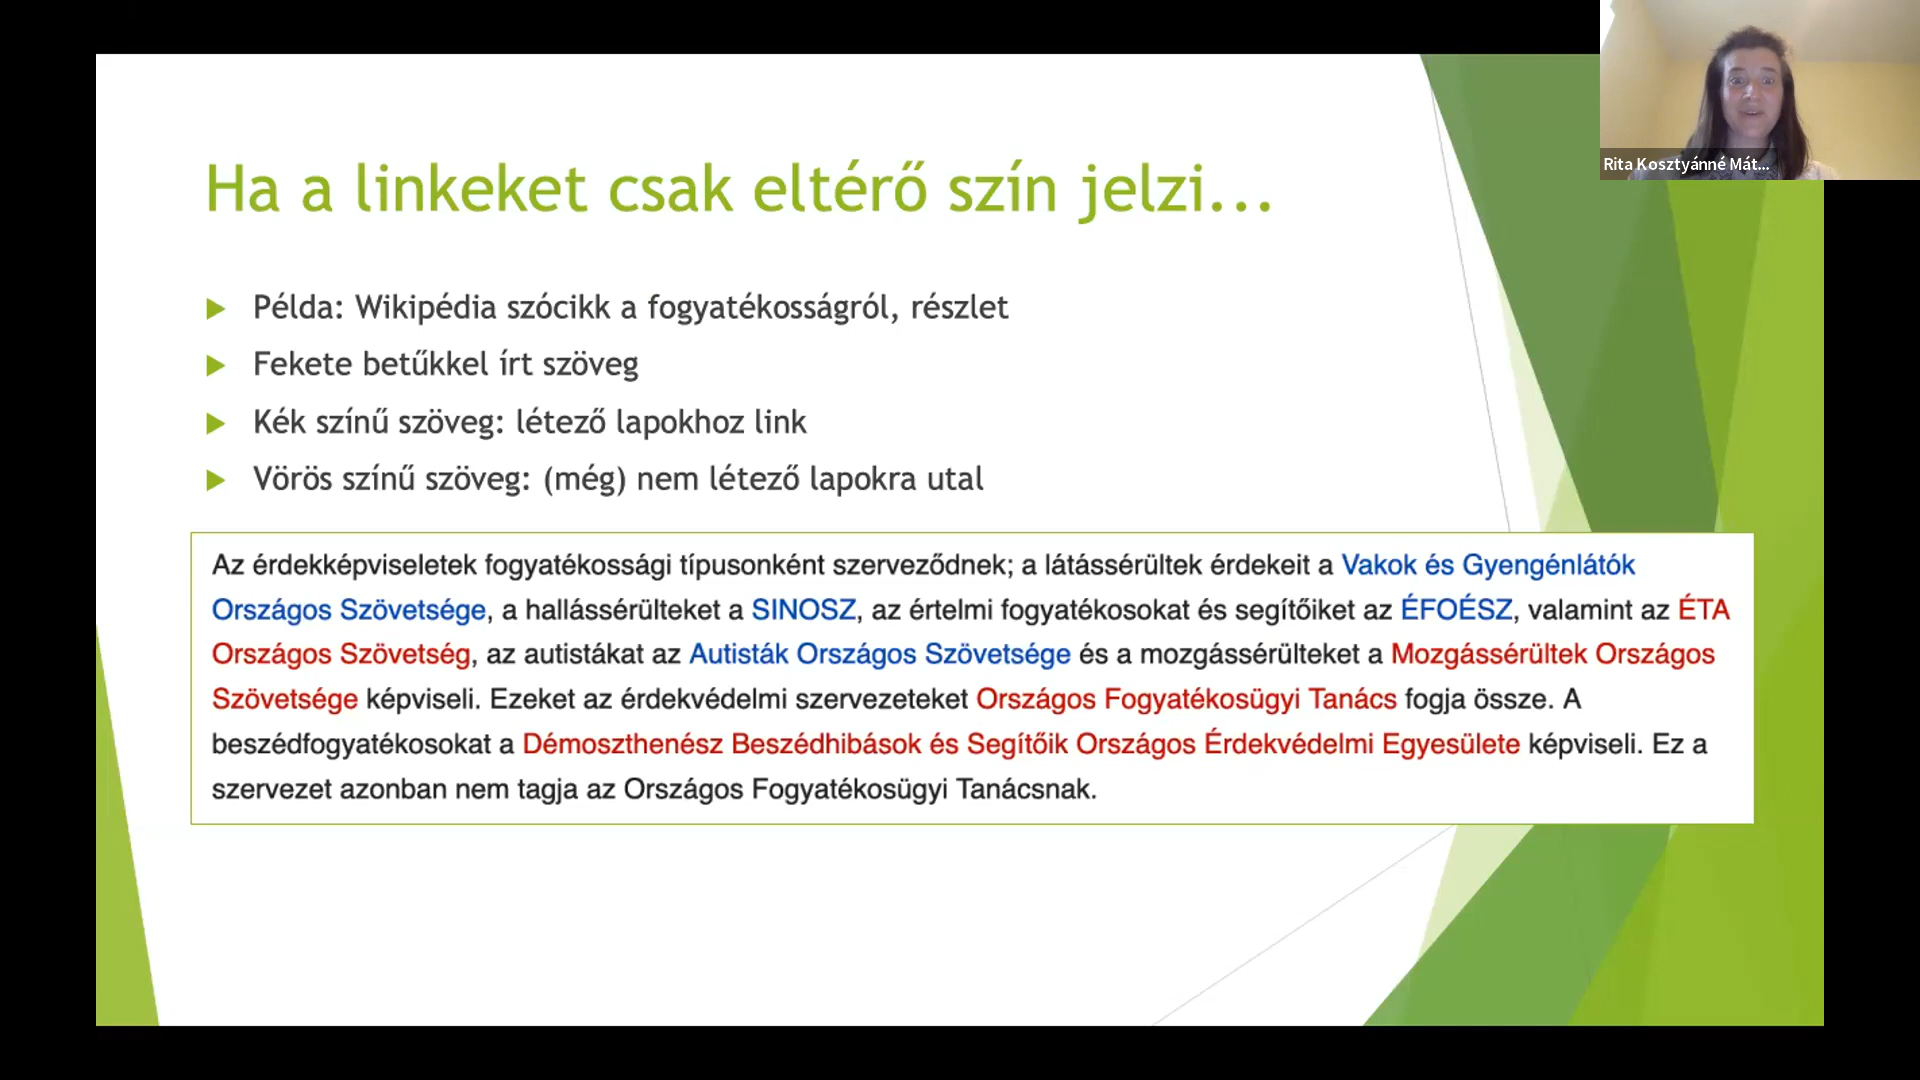 Rita Kosztyánné Mát...
Ha a linkeket csak eltérő szín jelzi...
Példa: Wikipédia szócikk a fogyatékosságról, részlet
Fekete betűkkel írt szöveg
Kék színű szöveg: létező lapokhoz link
Vörös színű szöveg: (még) nem létező lapokra utal
Az érdekképviseletek fogyatékossági típusonként szerveződnek; a látássérültek érdekeit a Vakok és Gyengénlátók
Országos Szövetsége, a hallássérülteket a SINOSZ, az értelmi fogyatékosokat és segítőiket az ÉFOÉSZ, valamint az ÉTA
Országos Szövetség, az autistákat az Autisták Országos Szövetsége és a mozgássérülteket a Mozgássérültek Országos
Szövetsége képviseli. Ezeket az érdekvédelmi szervezeteket Országos Fogyatékosügyi Tanács fogja össze. A
beszédfogyatékosokat a Démoszthenész Beszédhibások és Segítőik Országos Érdekvédelmi Egyesülete képviseli. Ez a
szervezet azonban nem tagja az Országos Fogyatékosügyi Tanácsnak.